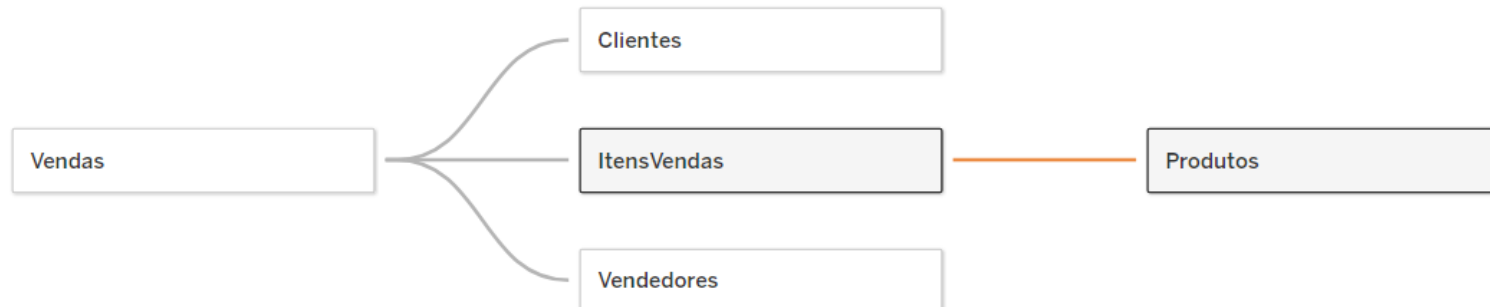 Clientes
Vendas
ItensVendas
Produtos
Vendedores